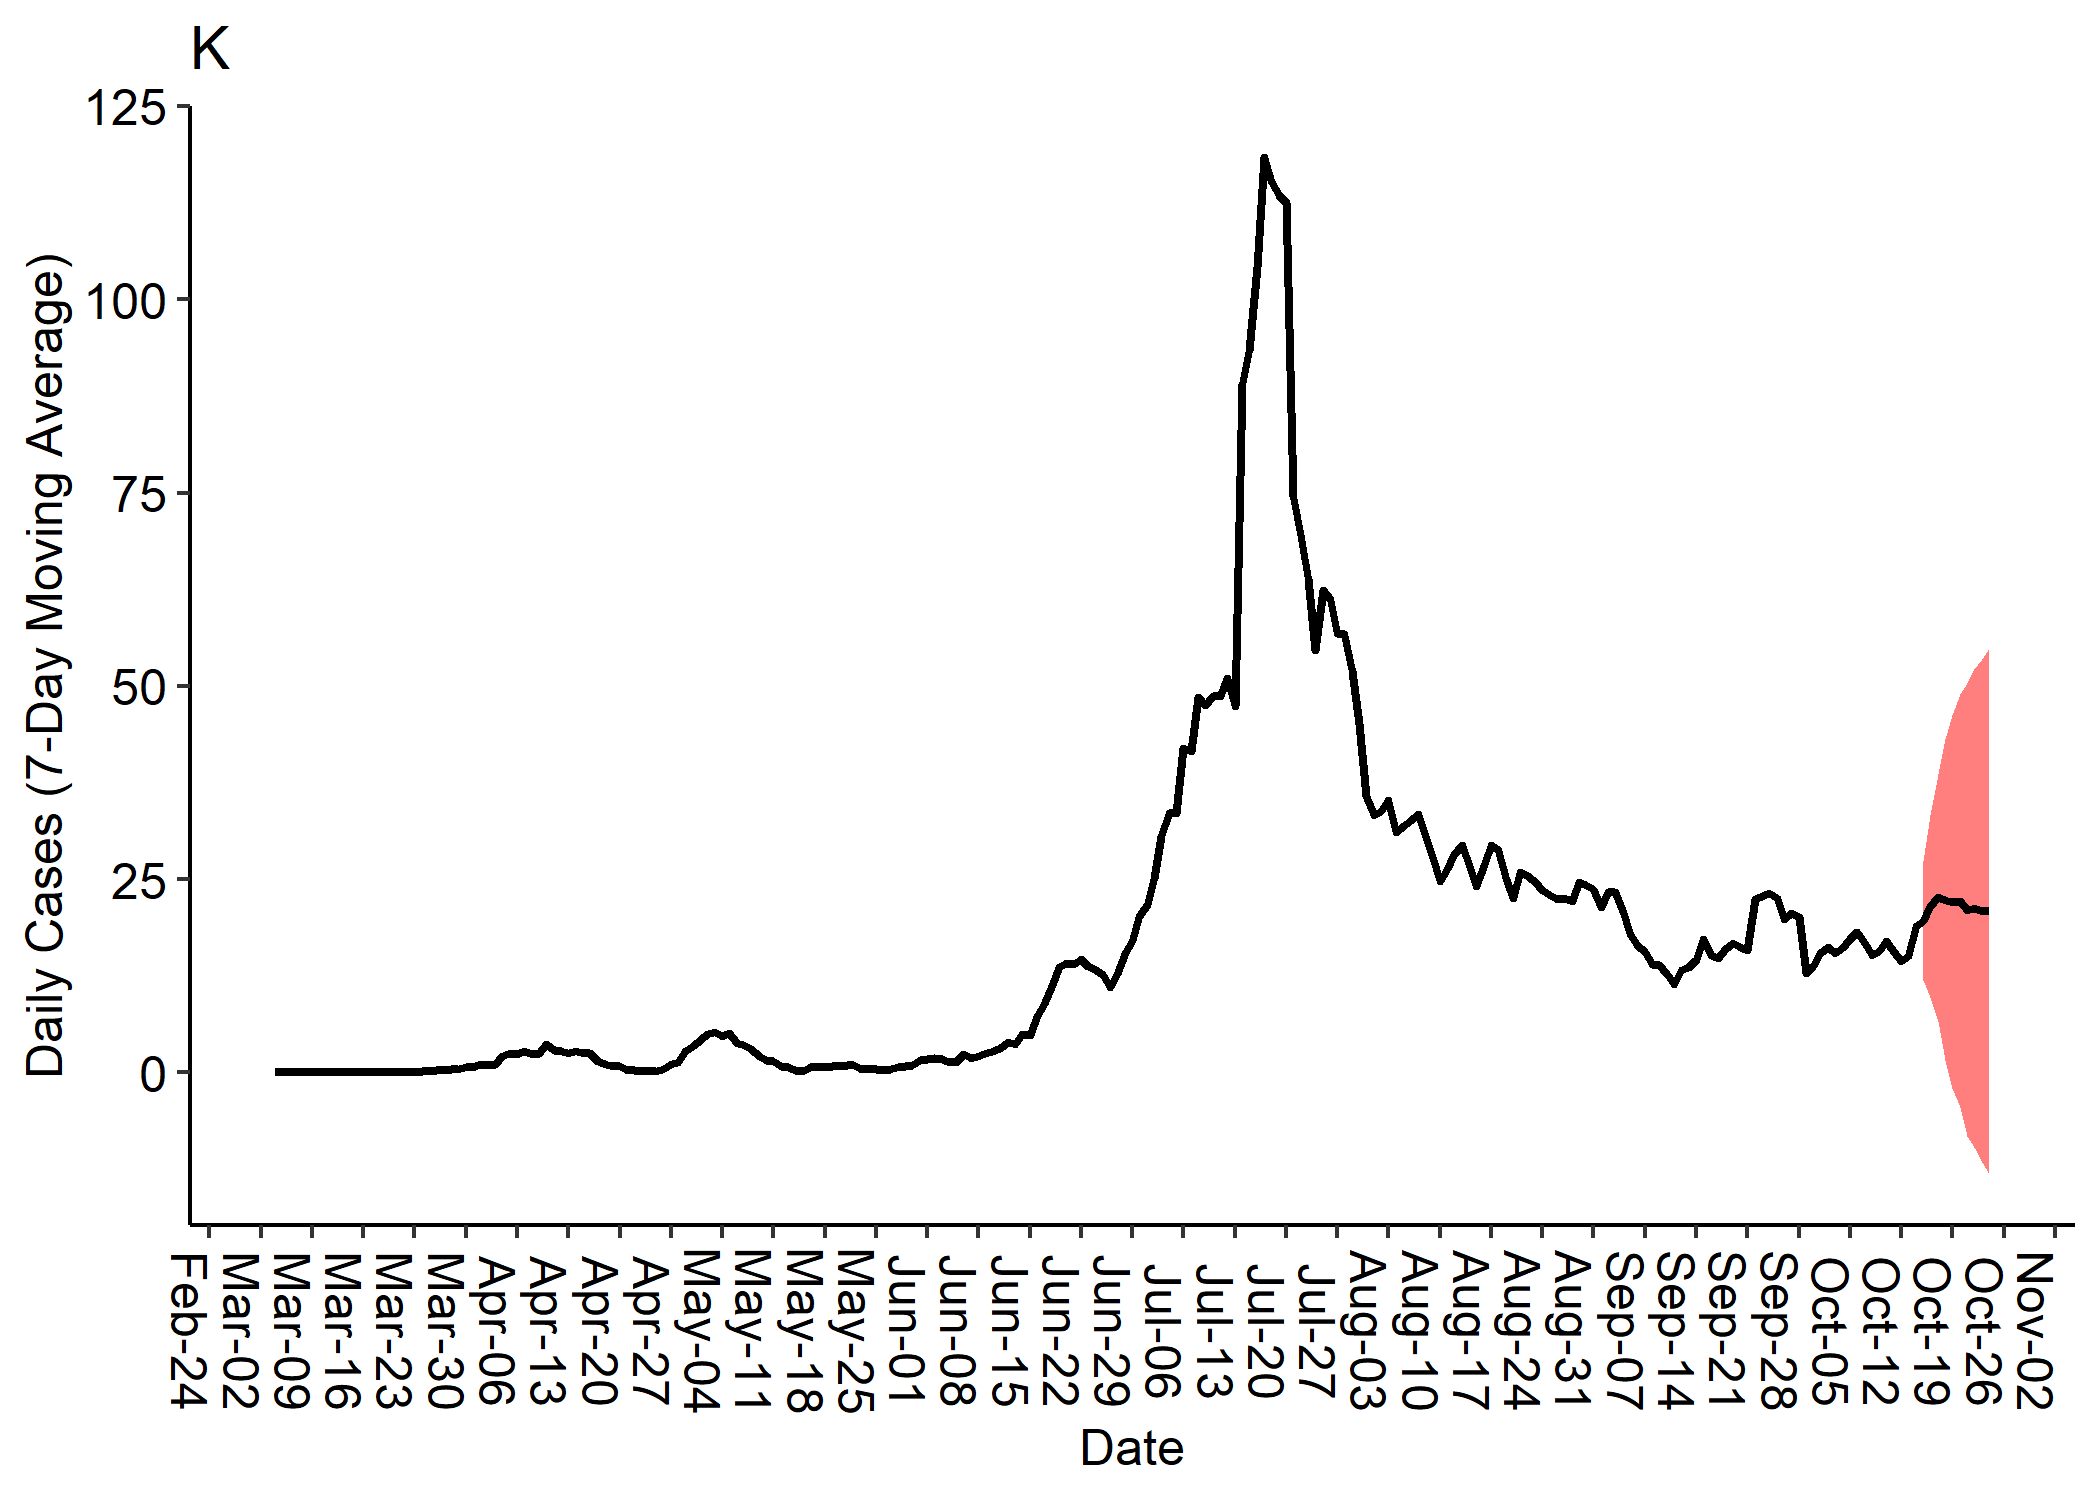 K
Daily Cases (7-Day Moving Average)
125
100
75
50
25
0
Feb-24
Mar-02
Mar-09
Mar-16
Mar-23
Mar-30
Apr-06
Apr-13
Apr-20
Apr-27
May-04
May-11
May-18
May-25
Jun-01
Jun-08
Jun-15
Jun-22
Jun-29
Jul-06
Jul-13
Jul-20
Jul-27
Aug-03
Aug-10
Aug-17
Aug-24
Aug-31
Sep-07
Sep-14
Sep-21
Sep-28
Oct-05
Oct-12
Oct-19
Oct-26
Nov-02
Date